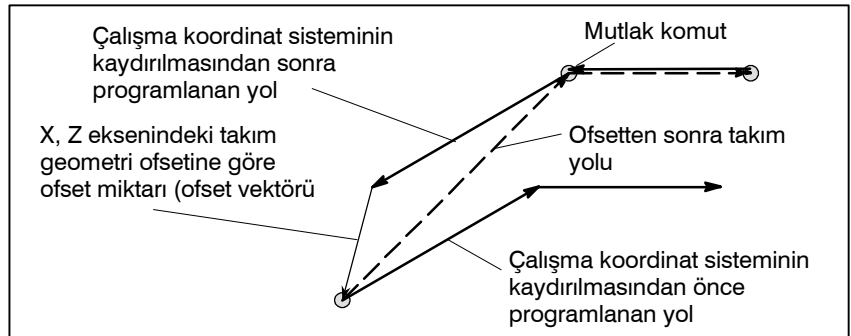 Çalışma koordinat sisteminin
kaydırılmasından sonra
programlanan yol
Mutlak komut
X, Z eksenindeki takım
geometri ofsetine göre
ofset miktarı (ofset vektörü
Ofsetten sonra takım
yolu
Çalışma koordinat sisteminin
kaydırılmasından önce
programlanan yol